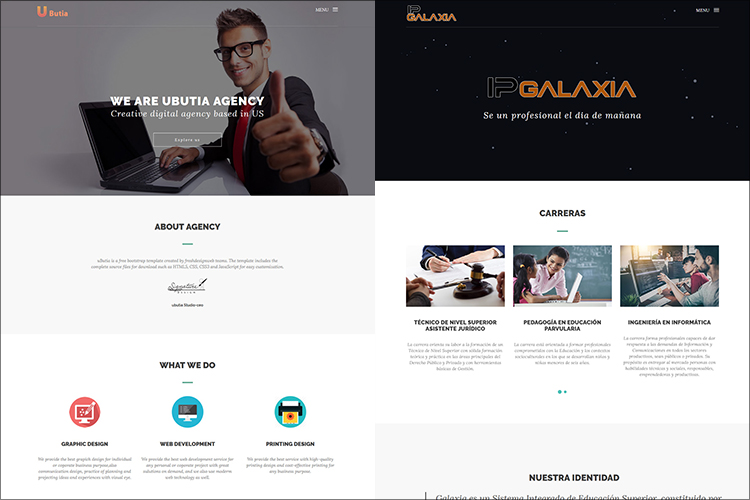 U Butia
MENU
WE ARE UBUTIA AGENCY
Creative digital agency based in US
Explore us
ABOUT AGENCY
uButia is a free bootstrap template created by freshdesignweb teams. The template includes the
complete source files for download such as HTML5, CSS, CSS3 and JavaScript for easy customization.
Signature
DESIGN
ubutia Studio-ceo
WHAT WE DO
GRAPHIC DESIGN
We provide the best graphich design for individual
or coporate business purpose.also
communication design, practice of planning and
projecting ideas and experiences with visual eye.
WEB DEVELOPMENT
We provide the best web development service for
any personal or coporate project with great
solutions on demand, and we also use modern
web technology as well.
PRINTING DESIGN
We provide the best service with high-quality
printing design and cost-effective printing for
any business purpose.
IP
GALAXIA
MENU
IPGALAXIA
Se un profesional el día de mañana
CARRERAS
TÉCNICO DE NIVEL SUPERIOR
ASISTENTE JURÍDICO
La carrera orienta su labor a la formación de un
Técnico de Nivel Superior con sólida formación
teórica y práctica en las áreas principales del
Derecho Público y Privado y con herramientas
básicas de Gestión.
PEDAGOGÍA EN EDUCACIÓN
PARVULARIA
La carrera está orientada a formar profesionales
comprometidos con la Educación y los contextos
socioculturales en los que se desarrollan niños y
niñas menores de seis años.
INGENIERÍA EN INFORMÁTICA
La carrera forma profesionales capaces de dar
respuesta a las demandas de Información y
Comunicaciones en todos los sectores
productivos, sean públicos o privados. Su
propósito es entregar al mercado personas con
habilidades técnicas y sociales, responsables,
emprendedoras y productivas.
NUESTRA IDENTIDAD
Galaxia es un Sistema Integrado de Educación Superior, constituido por